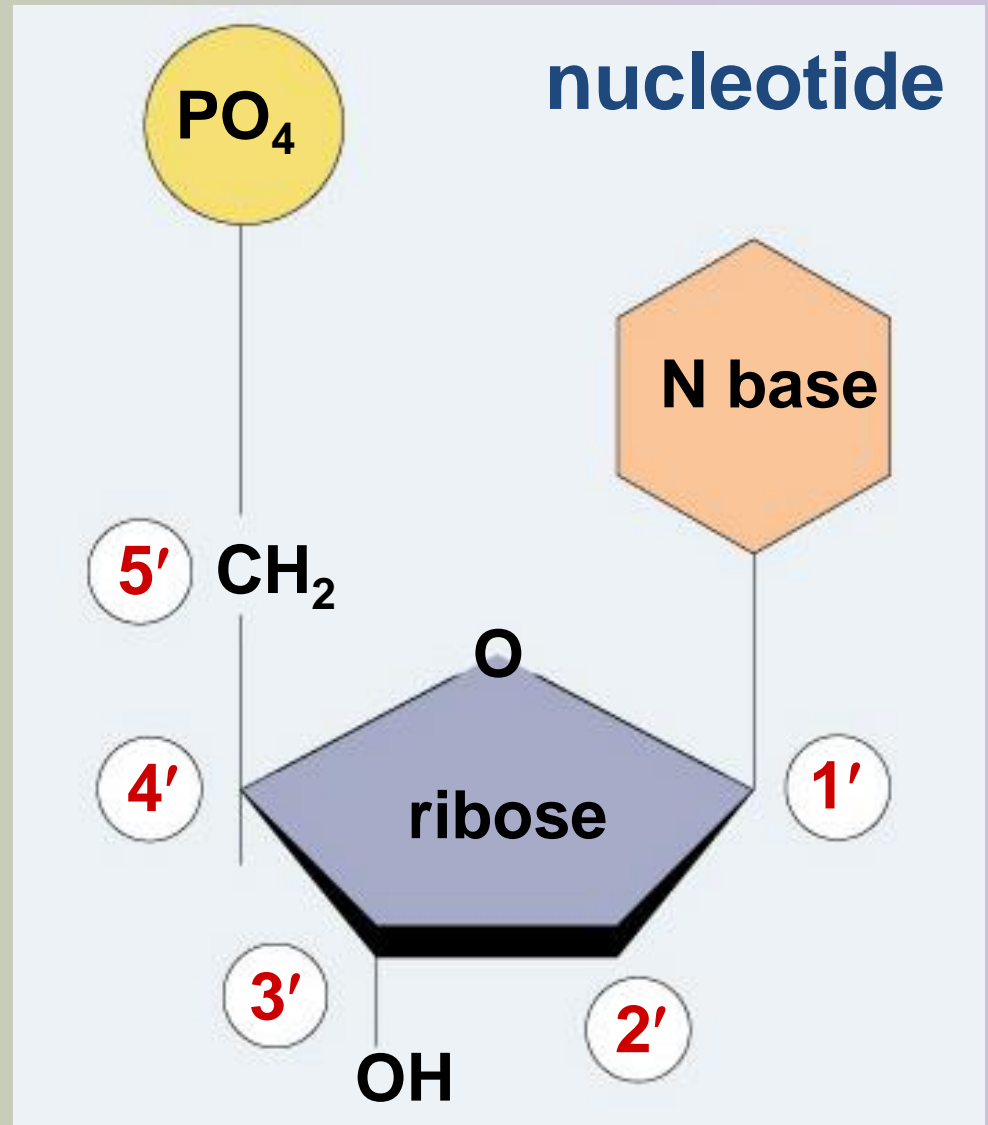 nucleotide
PO₄
N base
5′ CH₂
O
4′
ribose
1′
3′
2′
OH